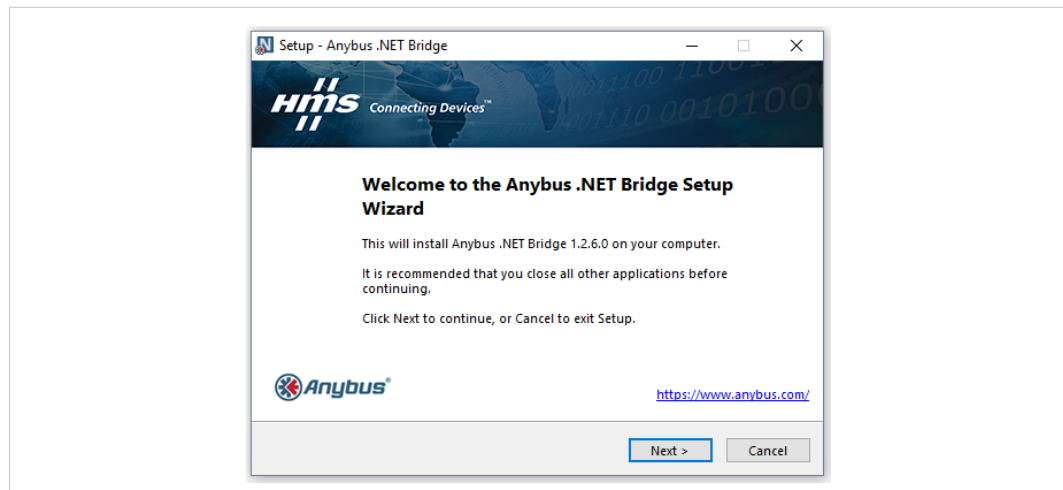 Setup - Anybus .NET Bridge
HMS Connecting Devices™
Welcome to the Anybus .NET Bridge Setup
Wizard
This will install Anybus .NET Bridge 1.2.6.0 on your computer.
It is recommended that you close all other applications before
continuing.
Click Next to continue, or Cancel to exit Setup.
Anybus®
https://www.anybus.com/
Next >
Cancel